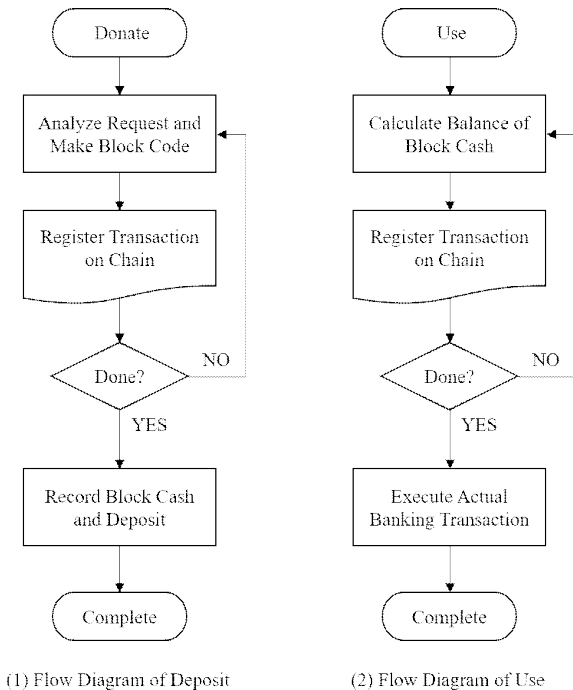 Donate
Analyze Request and
Make Block Code
Register Transaction
on Chain
Done?
NO
YES
Record Block Cash
and Deposit
Complete
(1) Flow Diagram of Deposit
Use
Calculate Balance of
Block Cash
Register Transaction
on Chain
Done?
NO
YES
Execute Actual
Banking Transaction
Complete
(2) Flow Diagram of Use